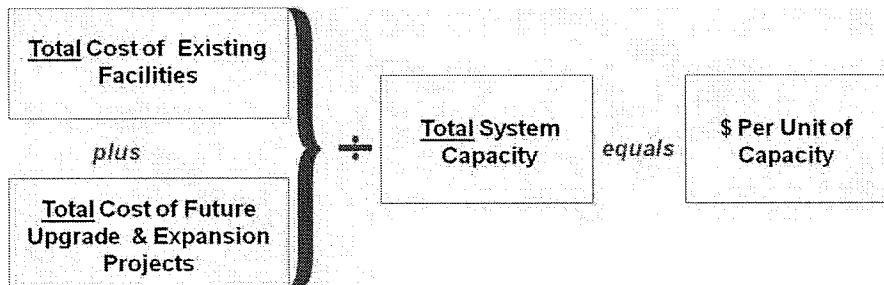 Total Cost of Existing
Facilities
plus
Total Cost of Future
Upgrade & Expansion
Projects
÷
Total System
Capacity
equals
$ Per Unit of
Capacity